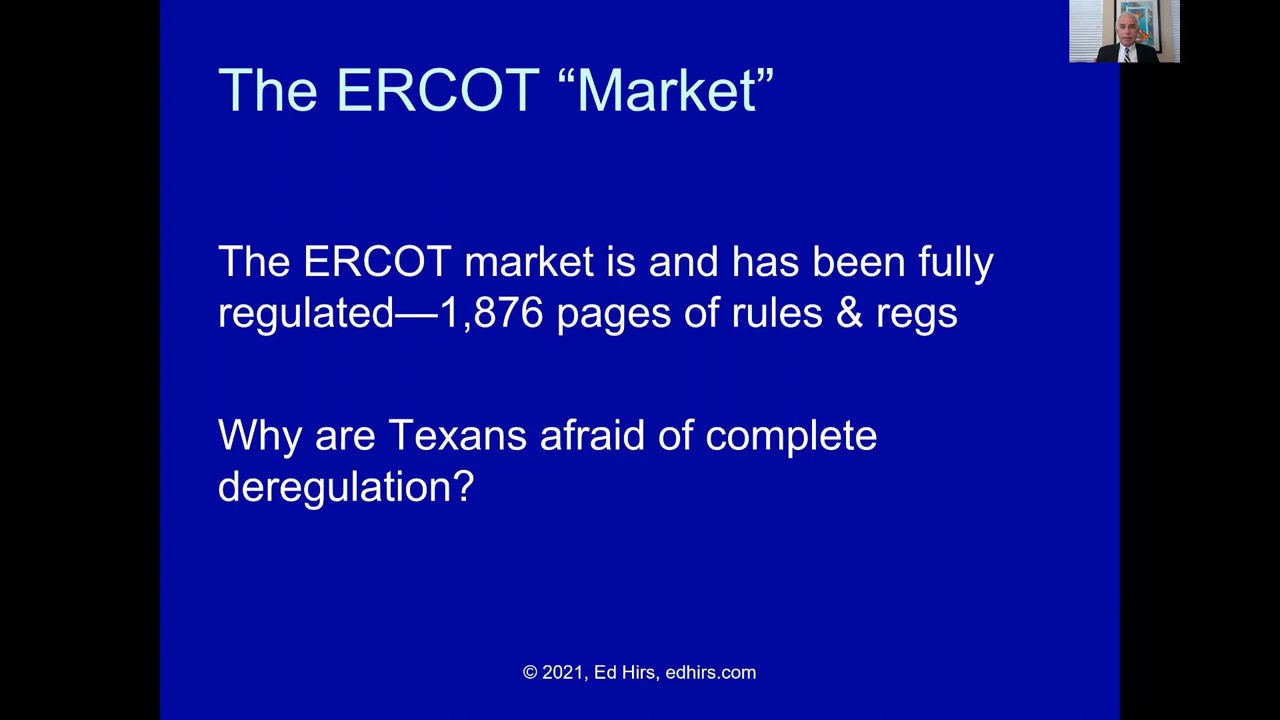 The ERCOT “Market”
The ERCOT market is and has been fully
regulated—1,876 pages of rules & regs
Why are Texans afraid of complete
deregulation?
© 2021, Ed Hirs, edhirs.com